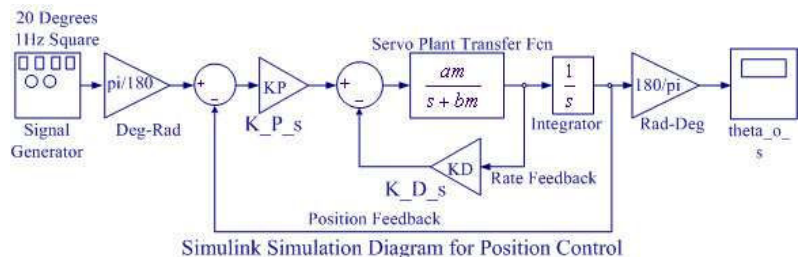 20 Degrees
1Hz Square
Signal
Generator
pi/180
Deg-Rad
+
−
KP
K_P_s
+
−
Servo Plant Transfer Fcn
am
s + bm
1
s
Integrator
180/pi
Rad-Deg
theta_o_
s
KD
K_D_s
Rate Feedback
Position Feedback
Simulink Simulation Diagram for Position Control